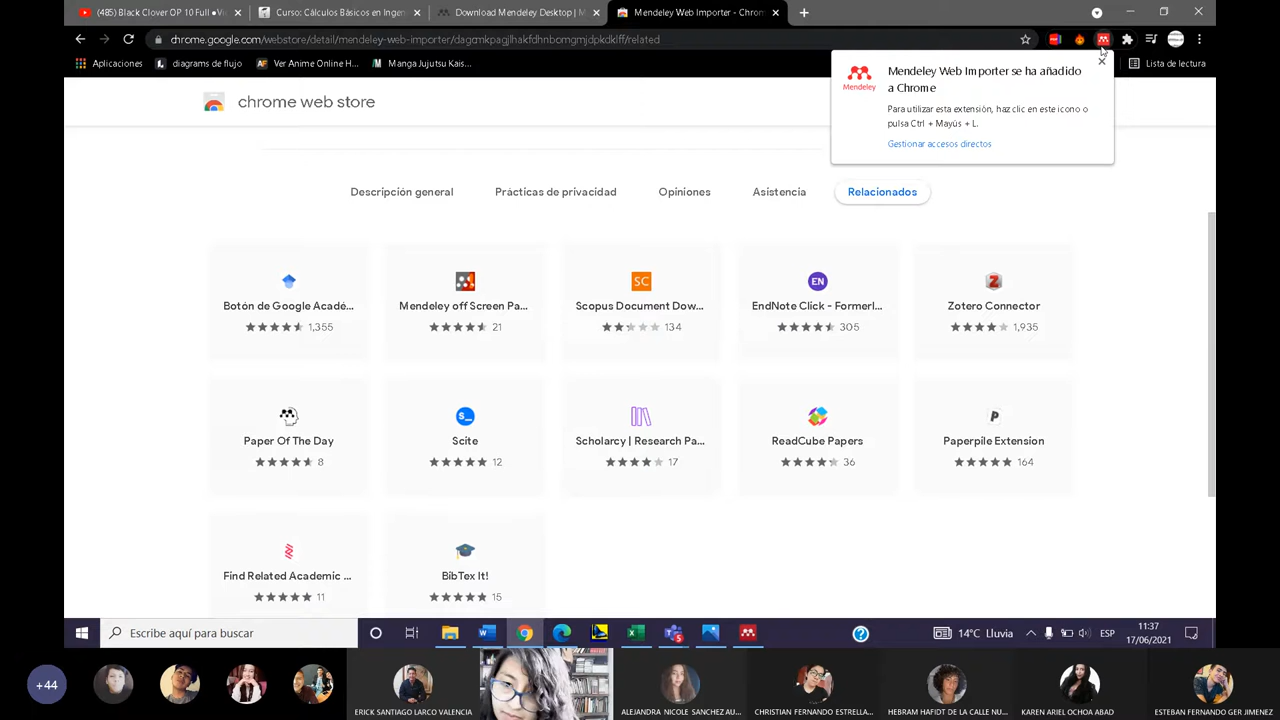 (485) Black Clover OP 10 Full ●Vi
Curso: Cálculos Básicos en Ingen
Download Mendeley Desktop | M
Mendeley Web Importer - Chrom
chrome.google.com/webstore/detail/mendeley-web-importer/dagcmkpagjlhakfdhnbomgmjdpkdklff/related
Aplicaciones
diagrams de flujo
Ver Anime Online H...
Manga Jujutsu Kais...
Lista de lectura
chrome web store
Mendeley
Mendeley Web Importer se ha añadido
a Chrome
Para utilizar esta extensión, haz clic en este icono o
pulsa Ctrl + Mayús + L.
Gestionar accesos directos
Descripción general
Prácticas de privacidad
Opiniones
Asistencia
Relacionados
Botón de Google Acadé...
1,355
Mendeley off Screen Pa...
21
SC
Scopus Document Dow...
134
EN
EndNote Click - Formerl...
305
Z
Zotero Connector
1,935
Paper Of The Day
8
S_
Scite
12
Scholarcy | Research Pa...
17
ReadCube Papers
36
P
Paperpile Extension
164
Find Related Academic ...
11
BibTex It!
15
Escribe aquí para buscar
14°C Lluvia
ESP
11:37
17/06/2021
+44
ERICK SANTIAGO LARCO VALENCIA
ALEJANDRA NICOLE SANCHEZ AU...
CHRISTIAN FERNANDO ESTRELLA...
HEBRAM HAFIDT DE LA CALLE NU...
KAREN ARIEL OCHOA ABAD
ESTEBAN FERNANDO GER JIMENEZ